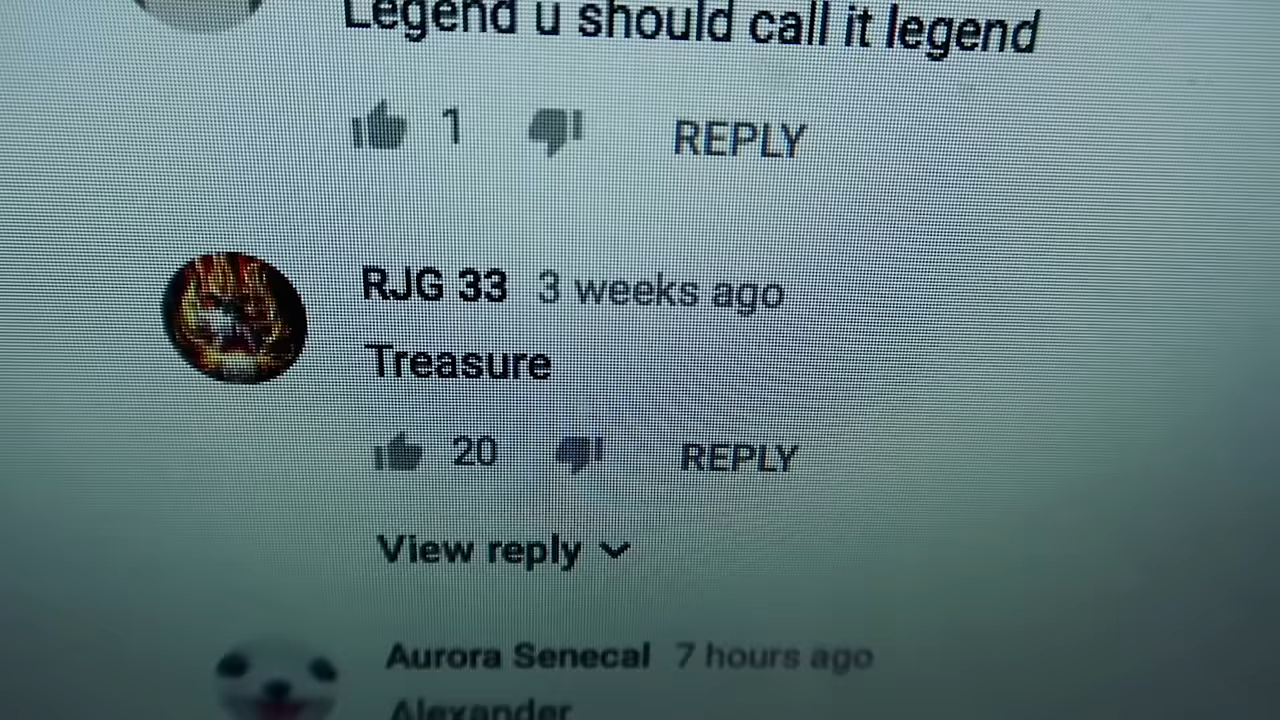 Legend u should call it legend
1 REPLY
RJG 33 3 weeks ago
Treasure
20 REPLY
View reply
Aurora Senecal 7 hours ago
Alexander